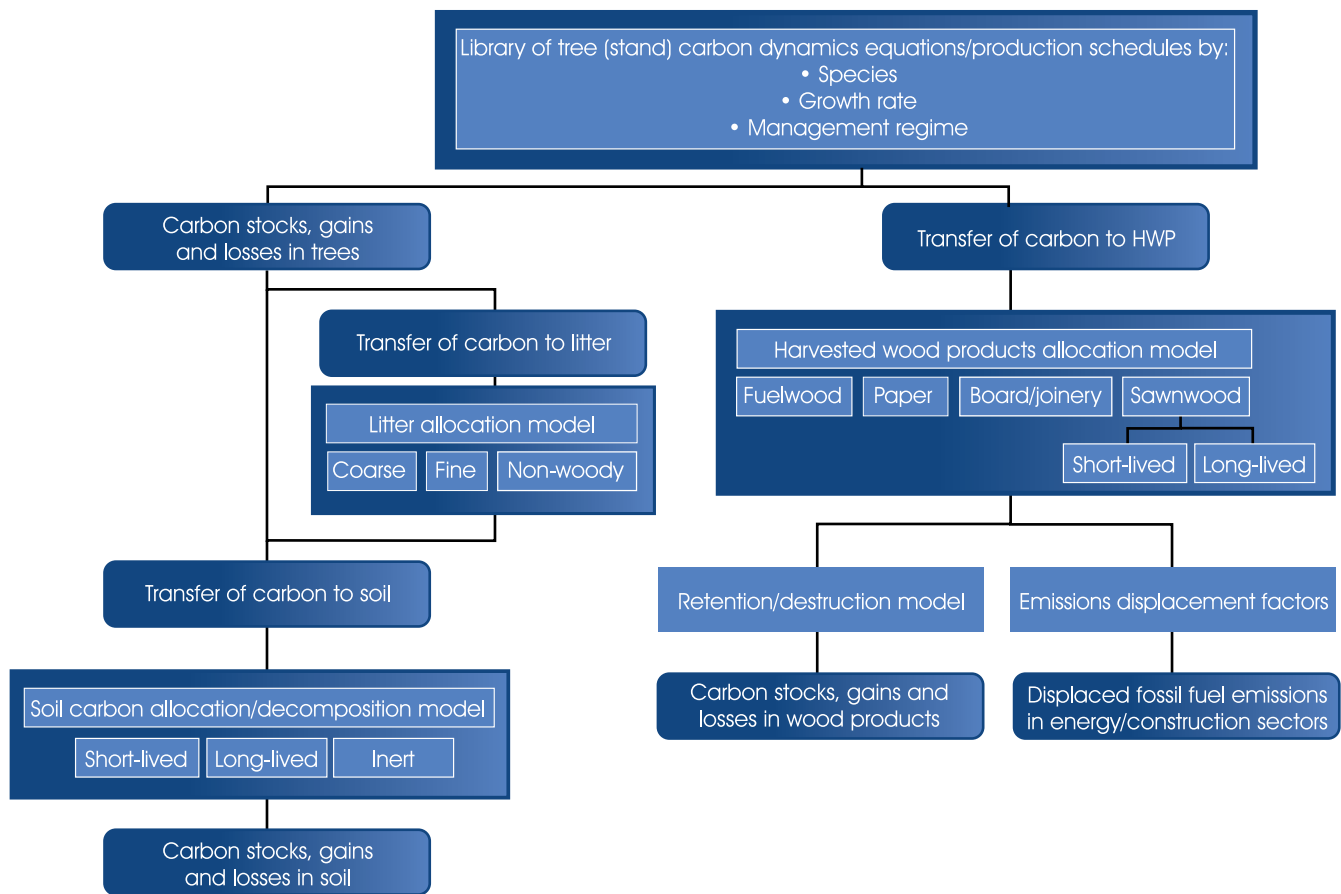 Library of tree (stand) carbon dynamics equations/production schedules by:
• Species
• Growth rate
• Management regime
Carbon stocks, gains
and losses in trees
Transfer of carbon to HWP
Transfer of carbon to litter
Litter allocation model
Coarse
Fine
Non-woody
Harvested wood products allocation model
Fuelwood
Paper
Board/joinery
Sawnwood
Short-lived
Long-lived
Transfer of carbon to soil
Retention/destruction model
Emissions displacement factors
Soil carbon allocation/decomposition model
Short-lived
Long-lived
Inert
Carbon stocks, gains and
losses in wood products
Displaced fossil fuel emissions
in energy/construction sectors
Carbon stocks, gains
and losses in soil